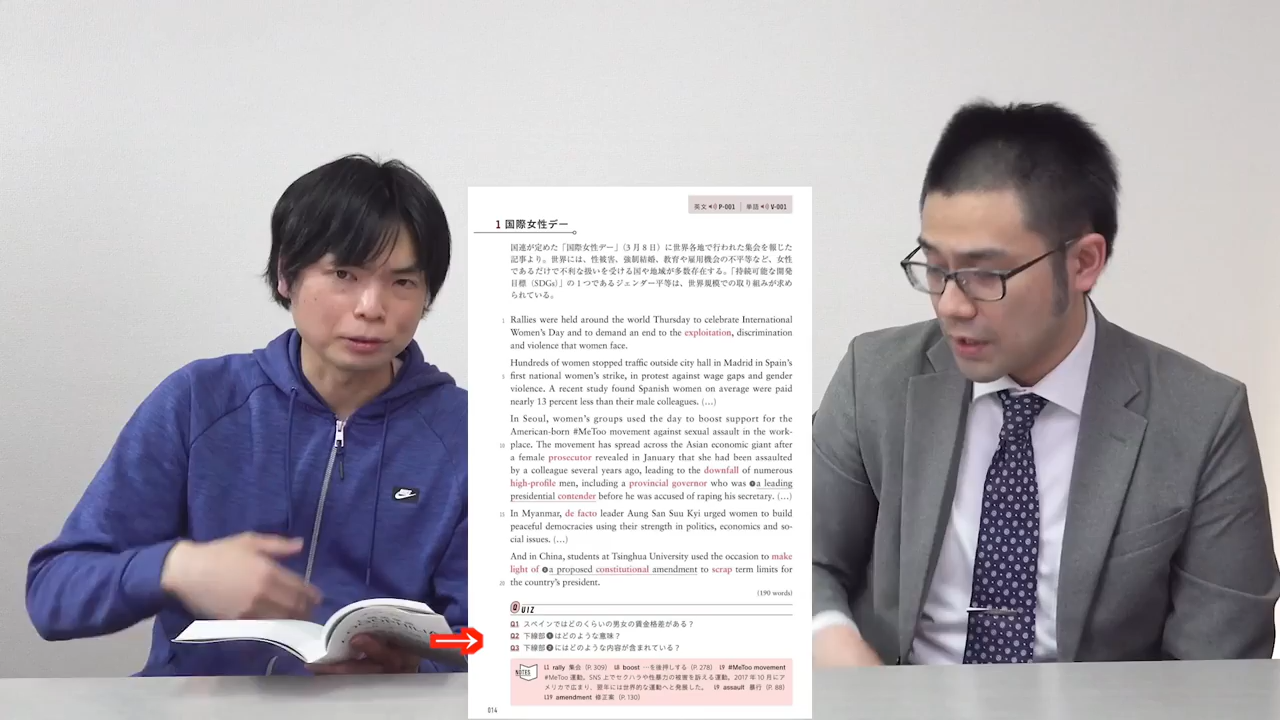 英文 P-001 | 単語 V-001
1 国際女性デー
国連が定めた「国際女性デー」(3月8日)に世界各地で行われた集会を報じた
記事より。世界には、性被害、強制結婚、教育や雇用機会の不平等など、女性
であるだけで不利な扱いを受ける国や地域が多数存在する。「持続可能な開発
目標(SDGs)」の1つであるジェンダー平等は、世界規模での取り組みが求め
られている。
1 Rallies were held around the world Thursday to celebrate International
Women's Day and to demand an end to the exploitation, discrimination
and violence that women face.
Hundreds of women stopped traffic outside city hall in Madrid in Spain's
5 first national women's strike, in protest against wage gaps and gender
violence. A recent study found Spanish women on average were paid
nearly 13 percent less than their male colleagues. (…)
In Seoul, women's groups used the day to boost support for the
American-born #MeToo movement against sexual assault in the work-
10 place. The movement has spread across the Asian economic giant after
a female prosecutor revealed in January that she had been assaulted
by a colleague several years ago, leading to the downfall of numerous
high-profile men, including a provincial governor who was ❶a leading
presidential contender before he was accused of raping his secretary. (…)
15 In Myanmar, de facto leader Aung San Suu Kyi urged women to build
peaceful democracies using their strength in politics, economics and so-
cial issues. (…)
And in China, students at Tsinghua University used the occasion to make
light of ❷a proposed constitutional amendment to scrap term limits for
20 the country's president.
(190 words)
QUIZ
Q1 スペインではどのくらいの男女の賃金格差がある?
Q2 下線部❶はどのような意味?
Q3 下線部❷にはどのような内容が含まれている?
NOTES
L1 rally 集会(P.309) L8 boost …を後押しする(P.278) L9 #MeToo movement
#MeToo 運動。SNS上でセクハラや性暴力の被害を訴える運動。2017年10月にア
メリカで広まり、翌年には世界的な運動へと発展した。 L9 assault 暴行(P.88)
L19 amendment 修正案(P.130)
014